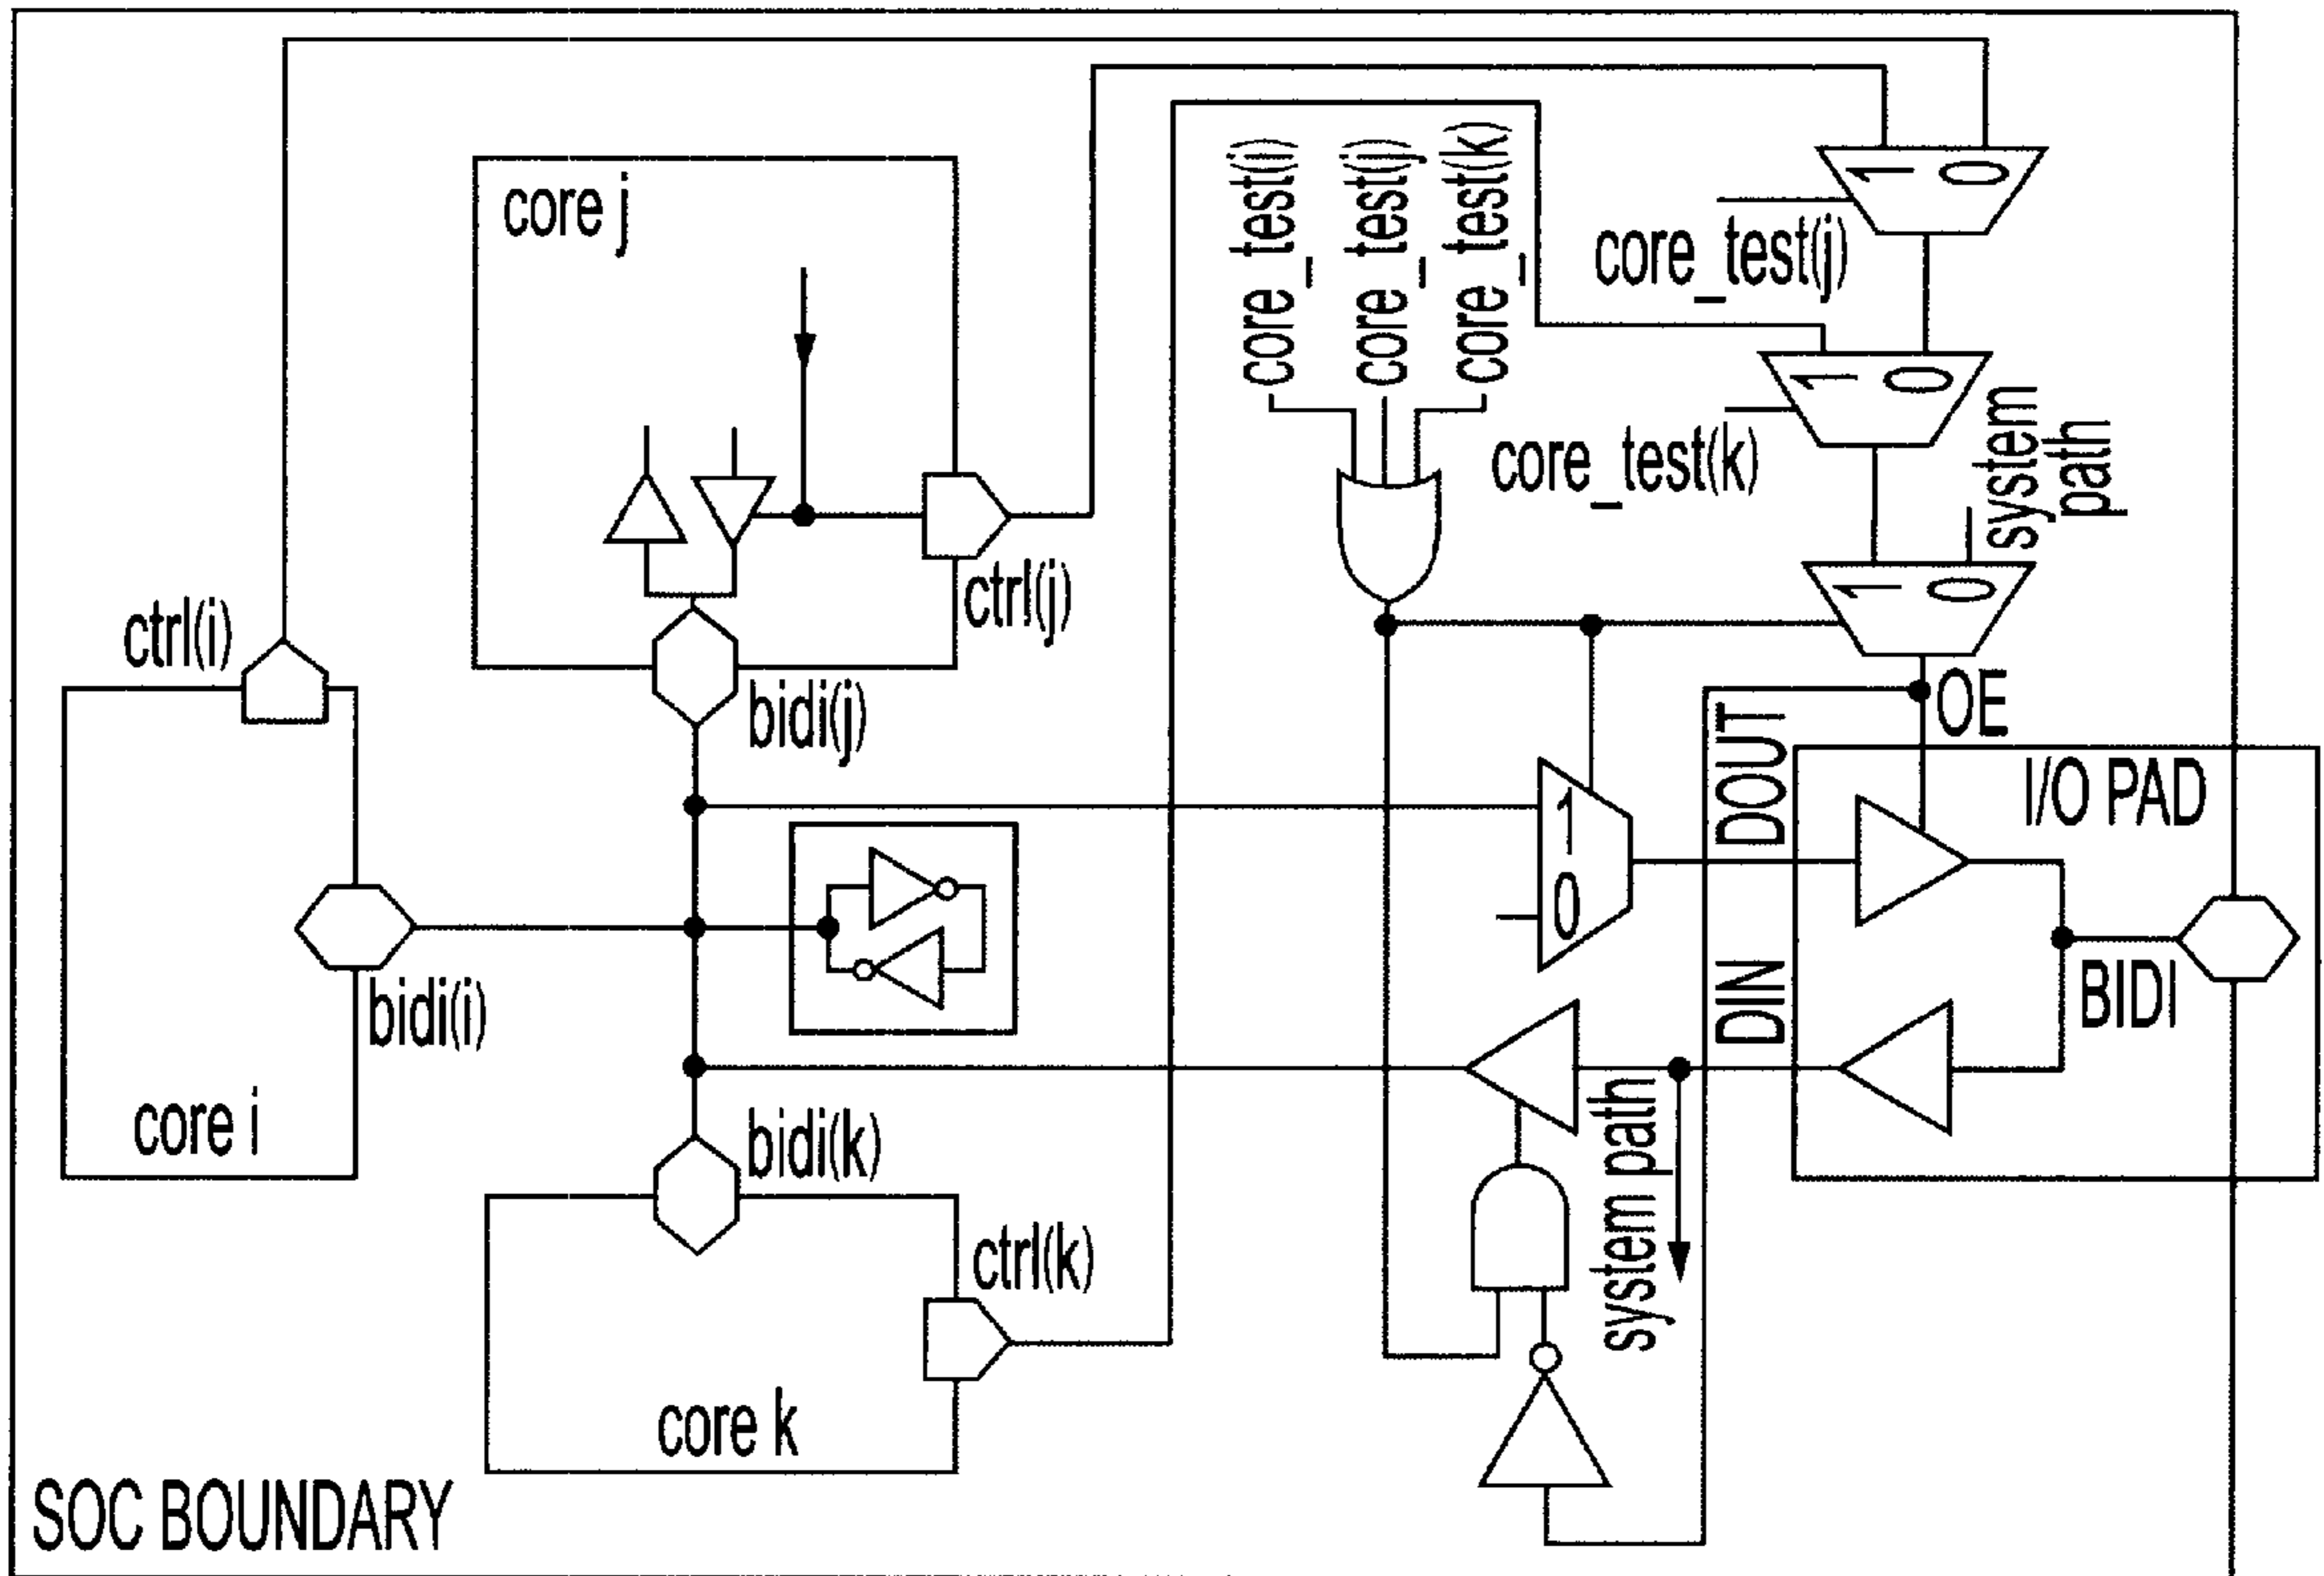 core j
core_test(i)
core_test(j)
core_test(k)
1
0
core_test(j)
1
0
core_test(k)
system
path
1
0
ctrl(j)
ctrl(i)
bidi(j)
OE
DOUT
I/O PAD
1
0
bidi(i)
DIN
BIDI
core i
bidi(k)
system path
ctrl(k)
core k
SOC BOUNDARY